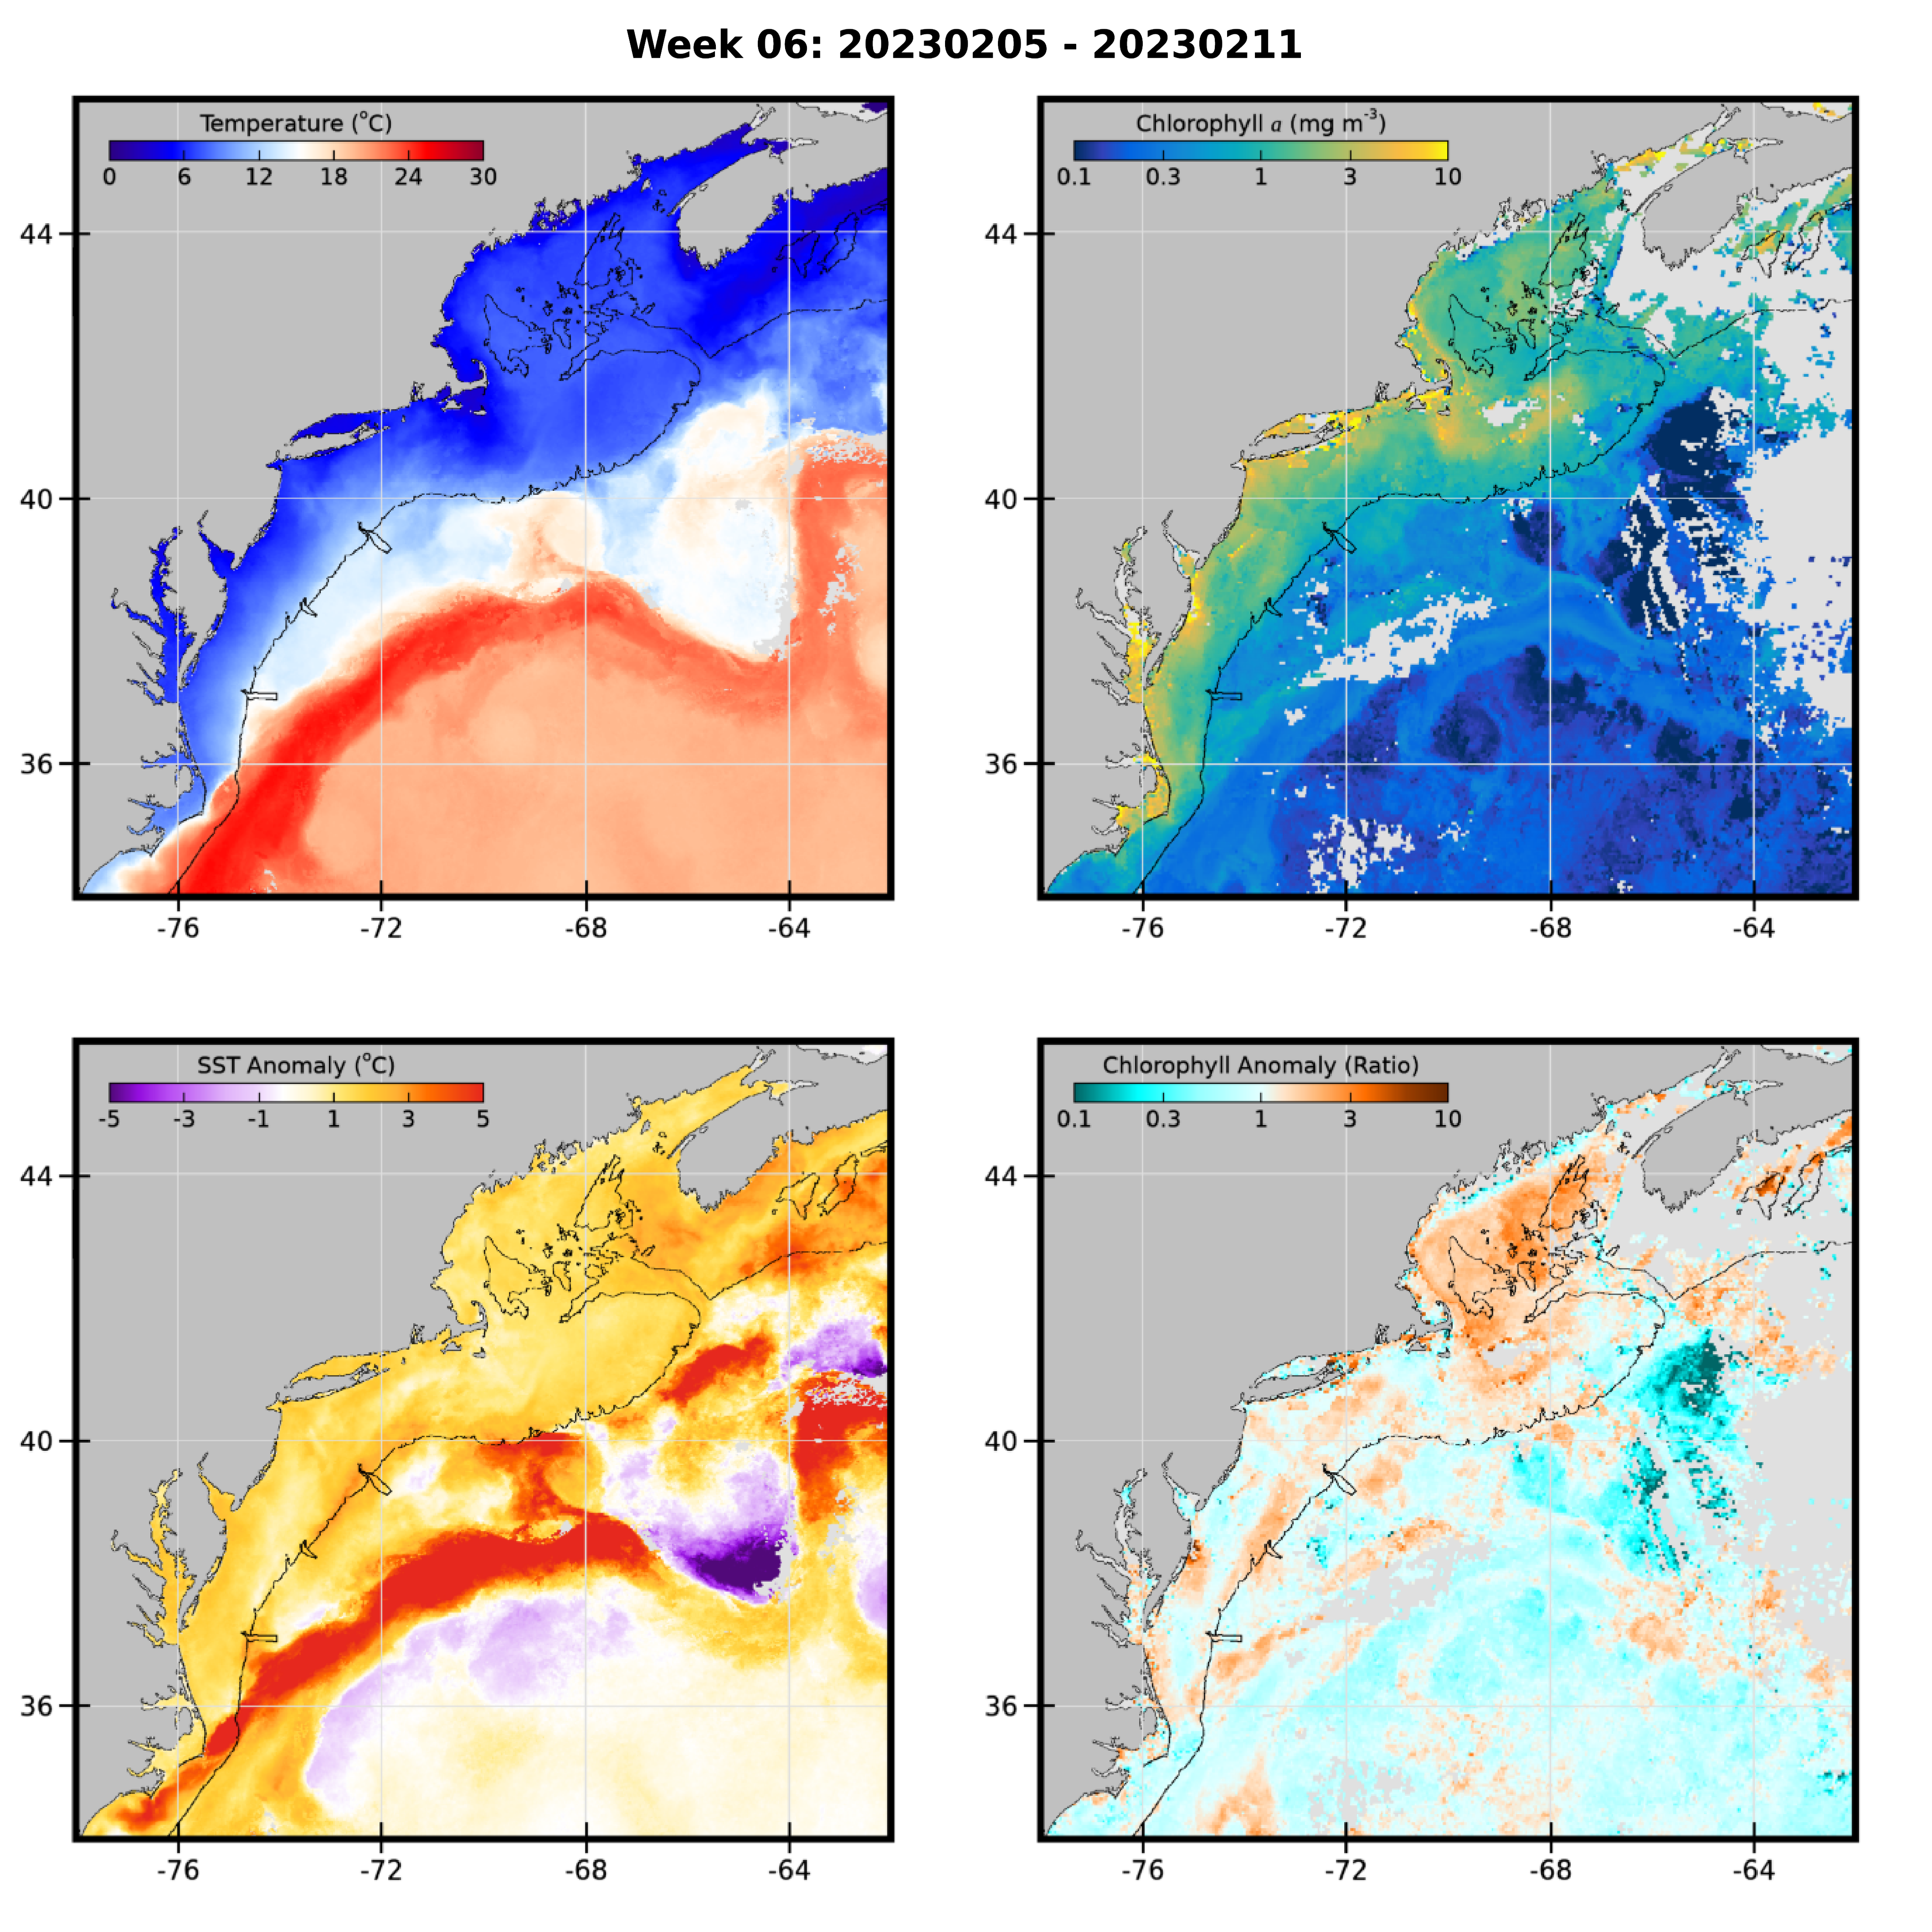 Week 06: 20230205 - 20230211
Temperature (°C)
0 6 12 18 24 30
44
40
36
-76 -72 -68 -64
Chlorophyll a (mg m⁻³)
0.1 0.3 1 3 10
44
40
36
-76 -72 -68 -64
SST Anomaly (°C)
-5 -3 -1 1 3 5
44
40
36
-76 -72 -68 -64
Chlorophyll Anomaly (Ratio)
0.1 0.3 1 3 10
44
40
36
-76 -72 -68 -64